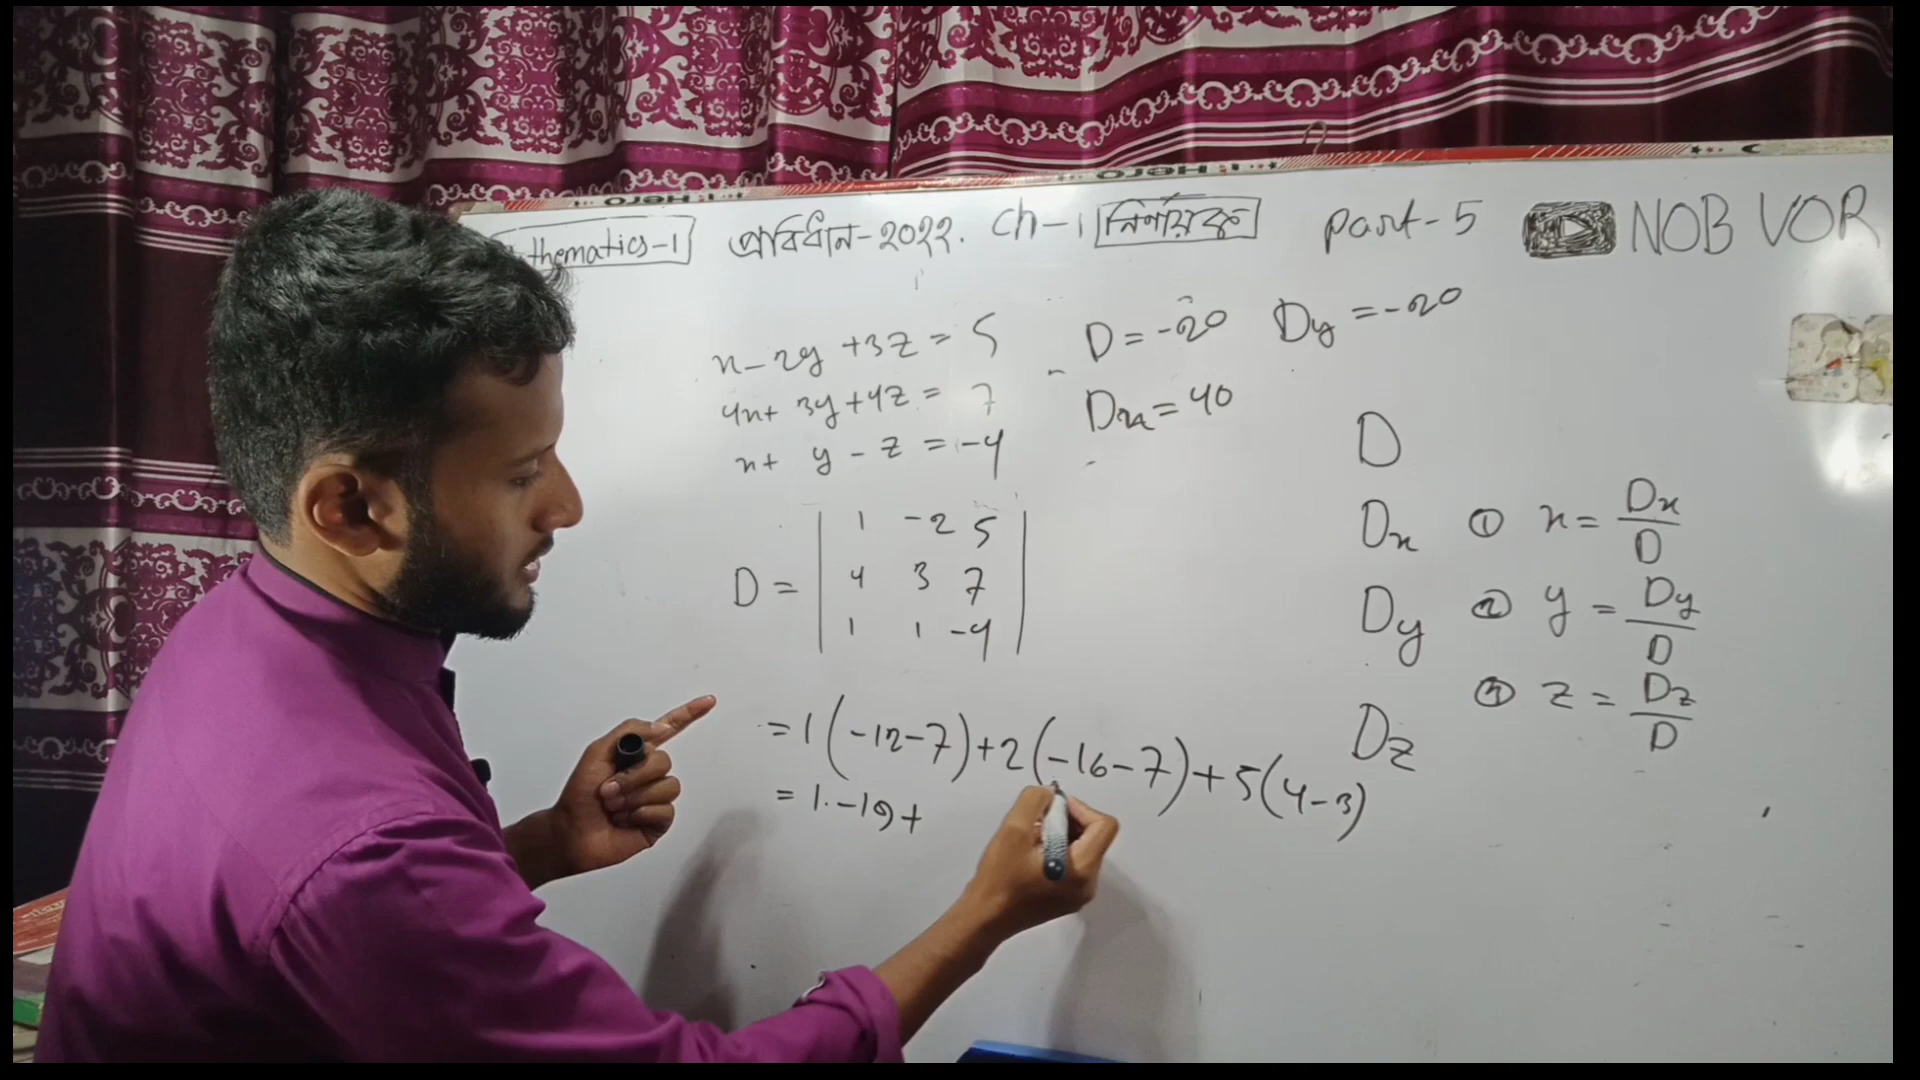 thematics-1 প্রবিধান-২০২২. Ch-1 নির্ণায়ক Part-5 NOB VOR
x-2y+3z=5
4x+3y+4z=7
x+y-z=-4
D=-20 Dy=-20
Dx=40
D= | 1 -2 5 |
| 4 3 7 |
| 1 1 -4 |
=1(-12-7)+2(-16-7)+5(4-3)
=1.-19+
D
Dx ① x=Dx/D
Dy ② y=Dy/D
Dz ③ z=Dz/D